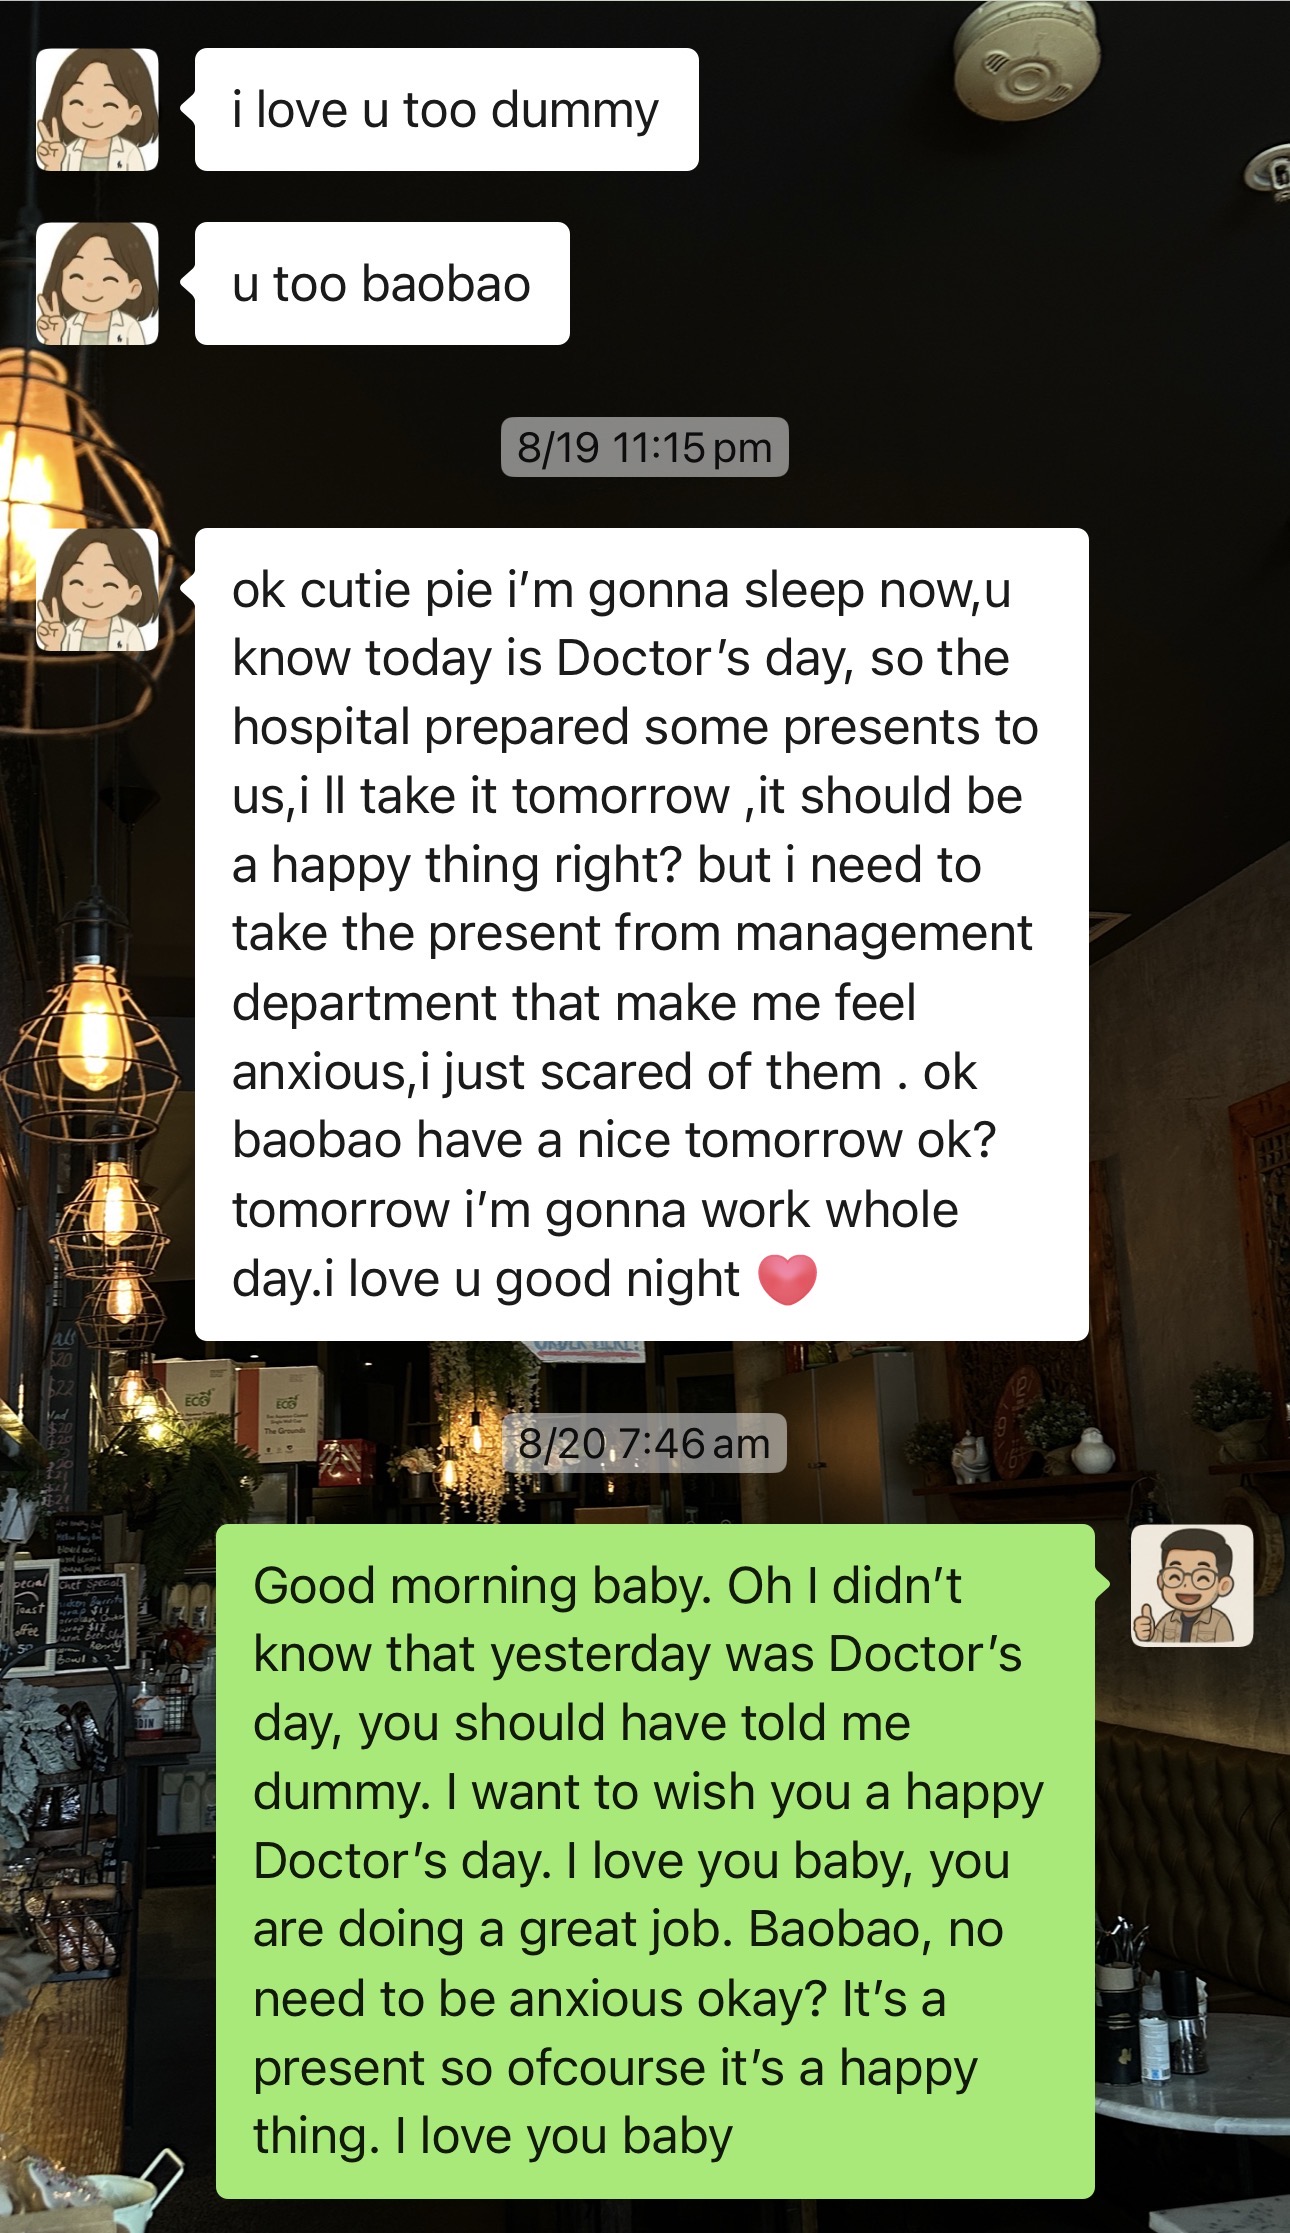 i love u too dummy
u too baobao
8/19 11:15 pm
ok cutie pie i’m gonna sleep now,u
know today is Doctor’s day, so the
hospital prepared some presents to
us,i ll take it tomorrow ,it should be
a happy thing right? but i need to
take the present from management
department that make me feel
anxious,i just scared of them . ok
baobao have a nice tomorrow ok?
tomorrow i’m gonna work whole
day.i love u good night ❤️
ECO
ECO
The Grounds
8/20 7:46 am
Good morning baby. Oh I didn’t
know that yesterday was Doctor’s
day, you should have told me
dummy. I want to wish you a happy
Doctor’s day. I love you baby, you
are doing a great job. Baobao, no
need to be anxious okay? It’s a
present so ofcourse it’s a happy
thing. I love you baby